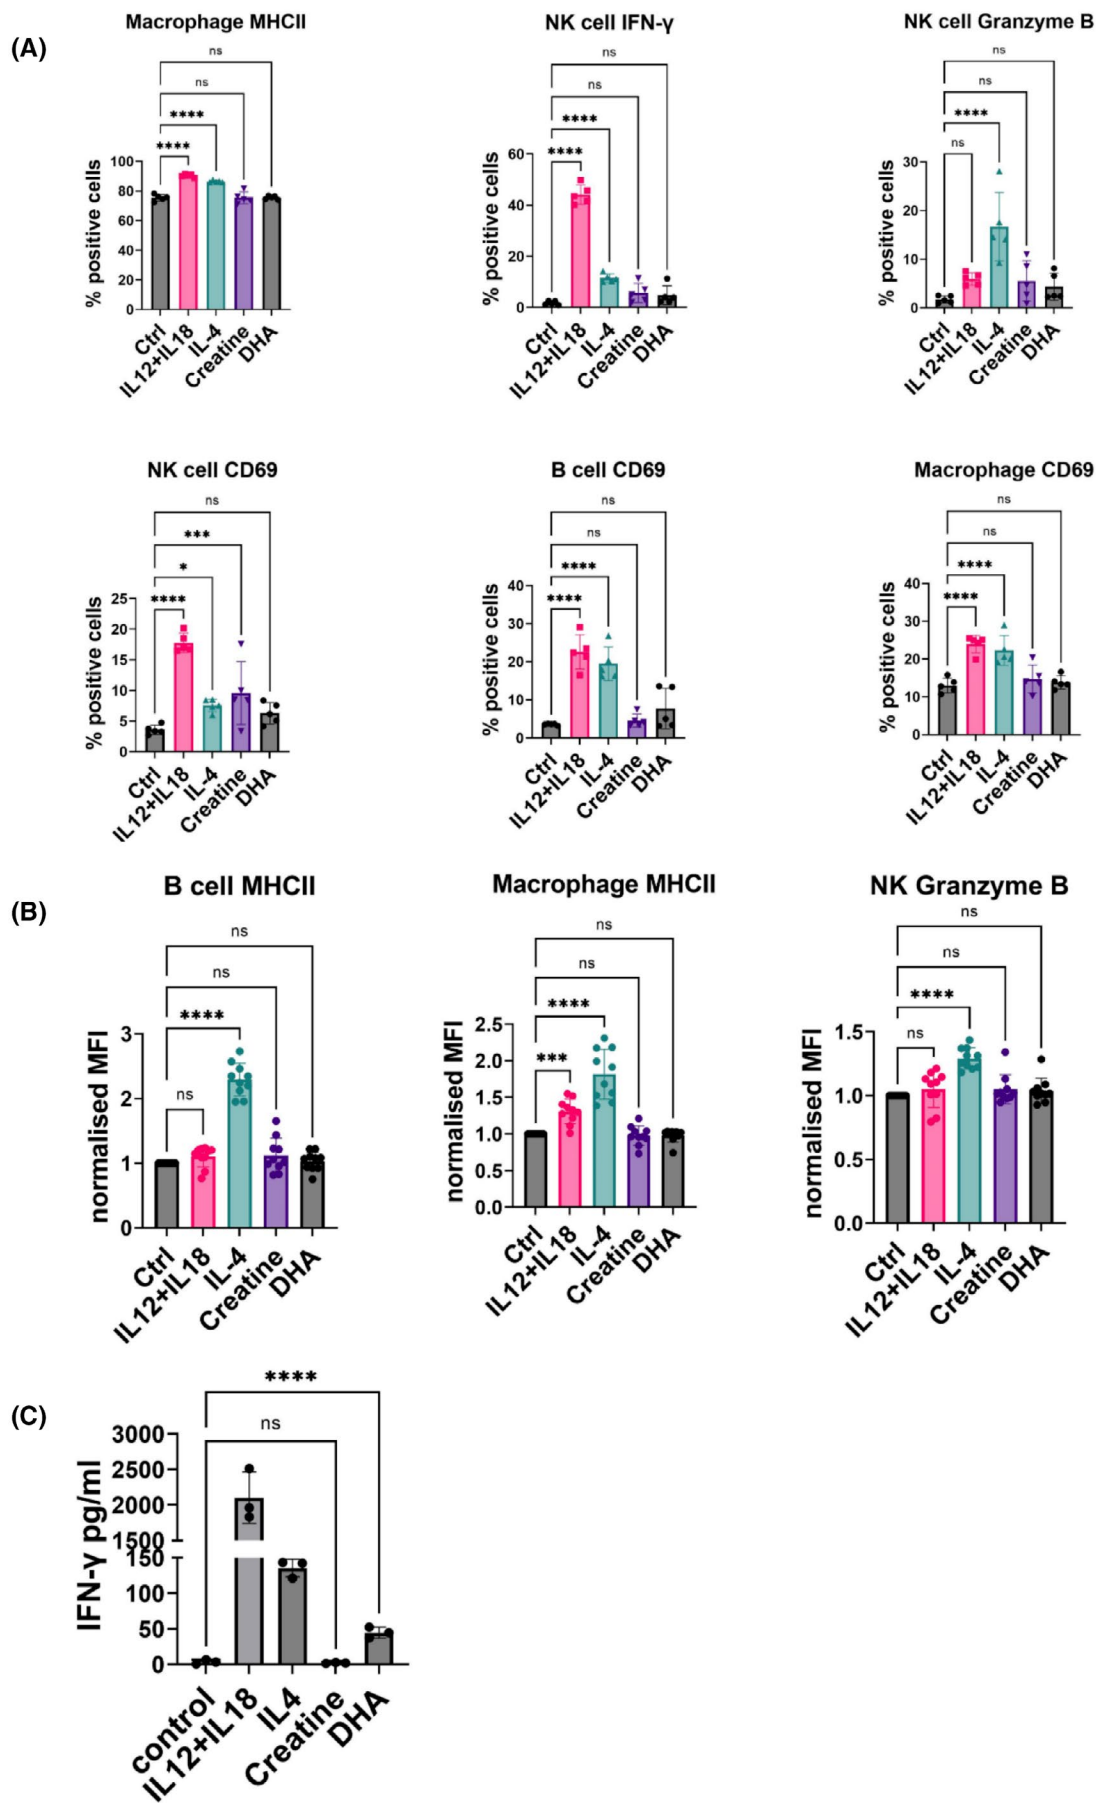 (A)
Macrophage MHCII
ns
ns
****
****
% positive cells
100
80
60
40
20
0
Ctrl
IL12+IL18
IL-4
Creatine
DHA
NK cell IFN-γ
ns
ns
****
****
% positive cells
60
40
20
0
Ctrl
IL12+IL18
IL-4
Creatine
DHA
NK cell Granzyme B
ns
ns
****
ns
% positive cells
30
20
10
0
Ctrl
IL12+IL18
IL-4
Creatine
DHA
NK cell CD69
ns
***
*
****
% positive cells
25
20
15
10
5
0
Ctrl
IL12+IL18
IL-4
Creatine
DHA
B cell CD69
ns
ns
****
****
% positive cells
40
30
20
10
0
Ctrl
IL12+IL18
IL-4
Creatine
DHA
Macrophage CD69
ns
ns
****
****
% positive cells
40
30
20
10
0
Ctrl
IL12+IL18
IL-4
Creatine
DHA
(B)
B cell MHCII
ns
ns
****
ns
normalised MFI
3
2
1
0
Ctrl
IL12+IL18
IL-4
Creatine
DHA
Macrophage MHCII
ns
ns
****
***
normalised MFI
2.5
2.0
1.5
1.0
0.5
0.0
Ctrl
IL12+IL18
IL-4
Creatine
DHA
NK Granzyme B
ns
ns
****
ns
normalised MFI
1.5
1.0
0.5
0.0
Ctrl
IL12+IL18
IL-4
Creatine
DHA
(C)
****
ns
IFN-γ pg/ml
3000
2500
2000
1500
150
100
50
0
control
IL12+IL18
IL4
Creatine
DHA